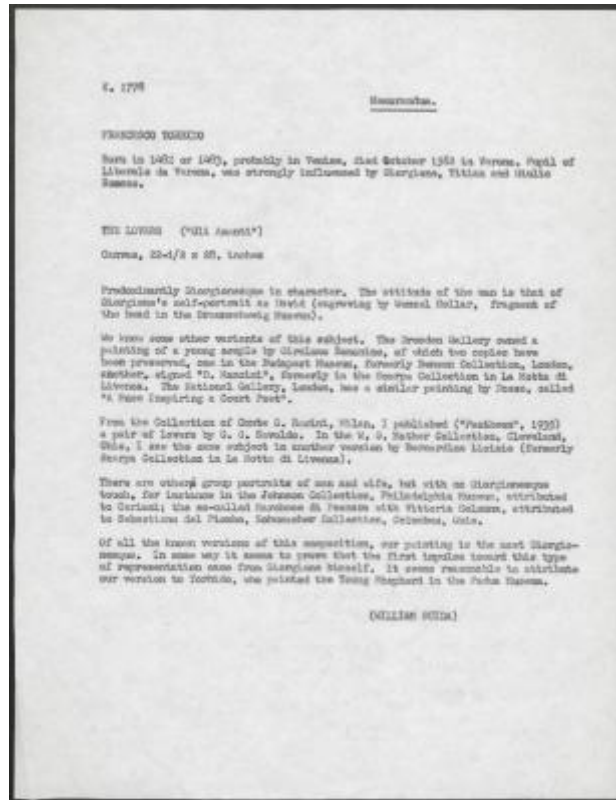 K. 1778
Memorandum.
FRANCESCO TORBIDO
Born in 1482 or 1483, probably in Venice, died October 1562 in Verona. Pupil of
Liberale da Verona, was strongly influenced by Giorgione, Titian and Giulio
Romano.
THE LOVERS ("Gli Amanti")
Canvas, 22-1/2 x 28. inches
Predominantly Giorgionesque in character. The attitude of the man is that of
Giorgione's self-portrait as David (engraving by Wenzel Hollar, fragment of
the head in the Braunschweig Museum).
We know some other variants of this subject. The Dresden Gallery owned a
painting of a young couple by Girolamo Romanino, of which two copies have
been preserved, one in the Budapest Museum, formerly Benson Collection, London,
another, signed "D. Mancini", formerly in the Scarpa Collection in La Motta di
Livenza. The National Gallery, London, has a similar painting by Dosso, called
"A Muse Inspiring a Court Poet".
From the Collection of Conte G. Rasini, Milan, I published ("Pantheon", 1935)
a pair of Lovers by G. G. Savoldo. In the W. G. Mather Collection, Cleveland,
Ohio, I saw the same subject in another version by Bernardino Licinio (formerly
Scarpa Collection in La Motta di Livenza).
There are other group portraits of man and wife, but with no Giorgionesque
touch, for instance in the Johnson Collection, Philadelphia Museum, attributed
to Cariani; the so-called Marchese di Pescara with Vittoria Colonna, attributed
to Sebastiano del Piombo, Schumacher Collection, Columbus, Ohio.
Of all the known versions of this composition, our painting is the most Giorgio-
nesque. In some way it seems to prove that the first impulse toward this type
of representation came from Giorgione himself. It seems reasonable to attribute
our version to Torbido, who painted the Young Shepherd in the Padua Museum.
(WILLIAM SUIDA)